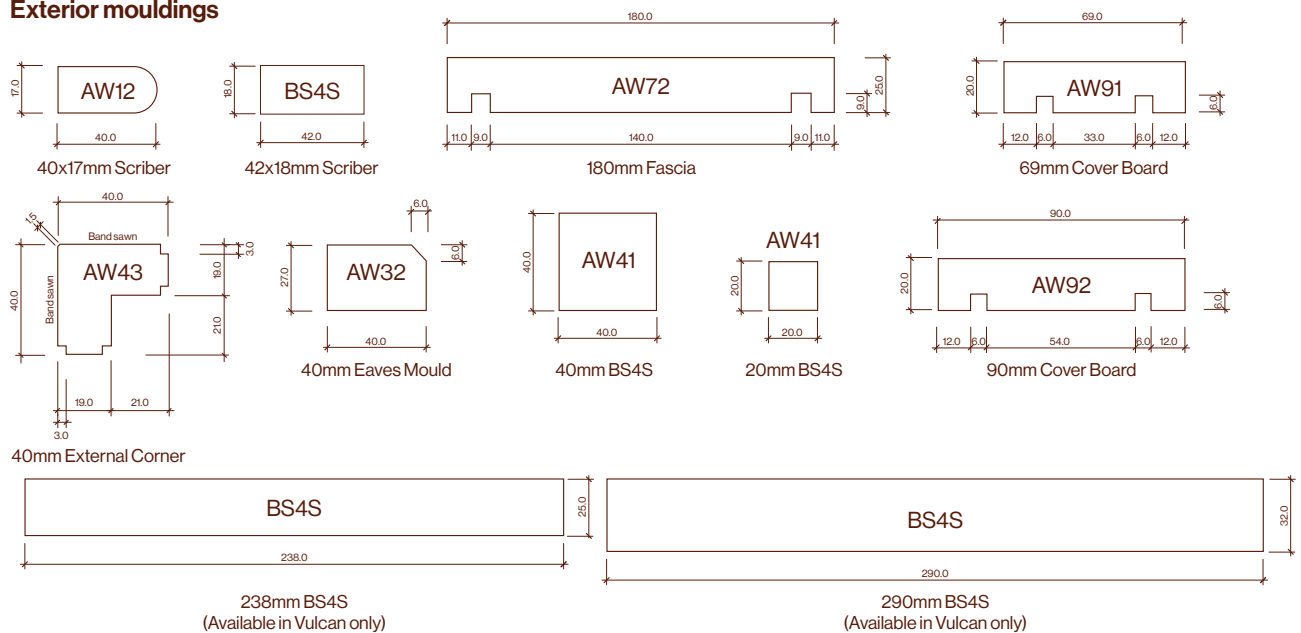 Exterior mouldings
17.0
AW12
40.0
40x17mm Scriber
18.0
BS4S
42.0
42x18mm Scriber
180.0
AW72
25.0
9.0
11.0 9.0 140.0 9.0 11.0
180mm Fascia
69.0
20.0
AW91
6.0
12.0 6.0 33.0 6.0 12.0
69mm Cover Board
40.0
1.5
Band sawn
3.0
AW43
19.0
40.0
Band sawn
21.0
19.0 21.0
3.0
40mm External Corner
6.0
6.0
27.0
AW32
40.0
40mm Eaves Mould
40.0
AW41
40.0
40mm BS4S
AW41
20.0
20.0
20mm BS4S
90.0
20.0
AW92
6.0
12.0 6.0 54.0 6.0 12.0
90mm Cover Board
BS4S
25.0
238.0
238mm BS4S
(Available in Vulcan only)
BS4S
32.0
290.0
290mm BS4S
(Available in Vulcan only)